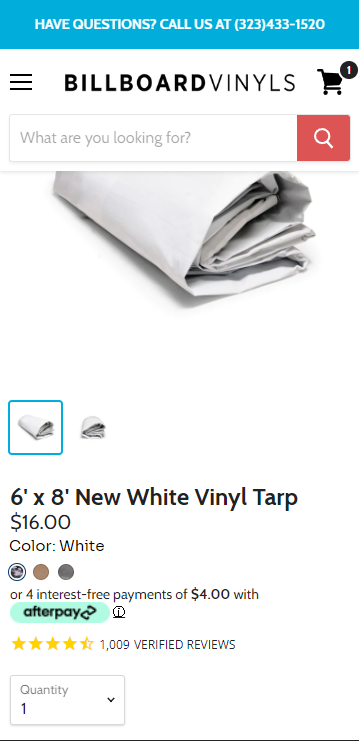 HAVE QUESTIONS? CALL US AT (323)433-1520
BILLBOARDVINYLS
1
What are you looking for?
6' x 8' New White Vinyl Tarp
$16.00
Color: White
or 4 interest-free payments of $4.00 with
afterpay
1,009 VERIFIED REVIEWS
Quantity
1